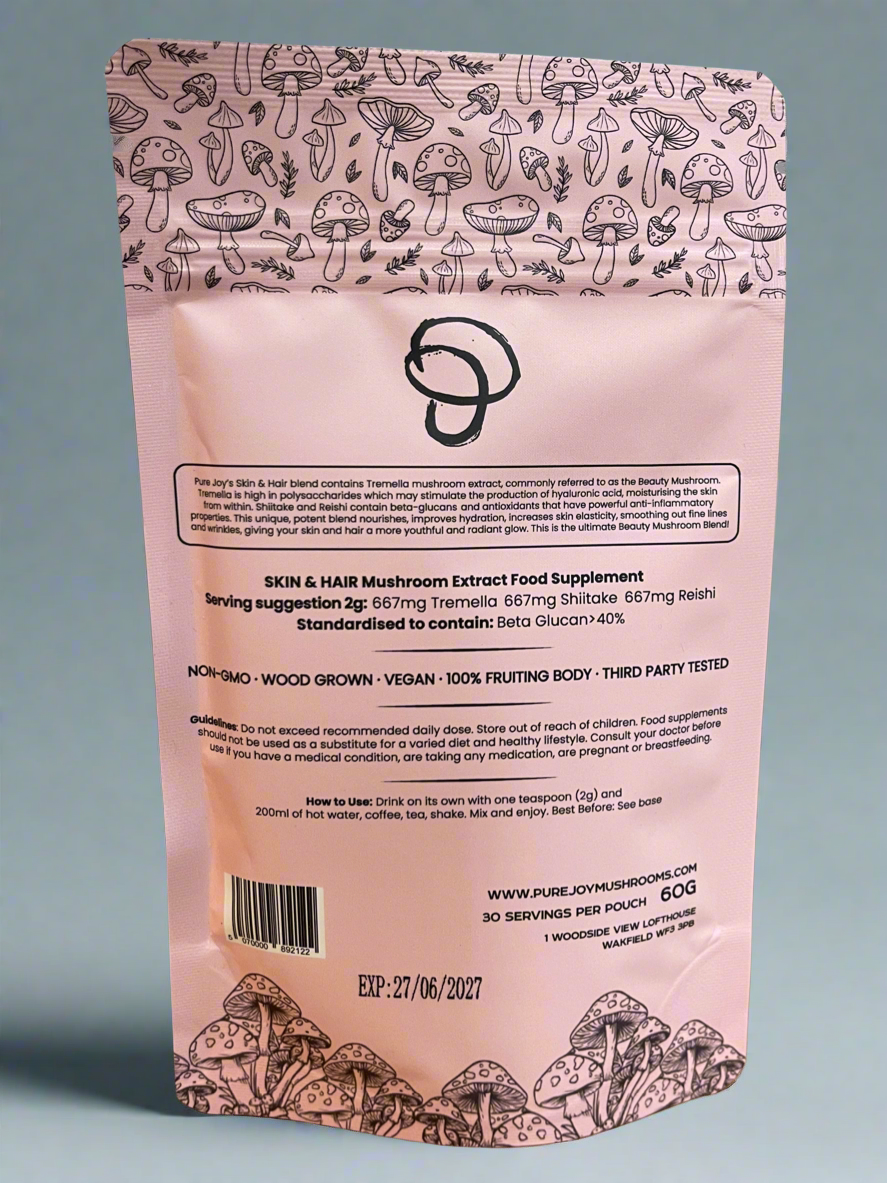 Pure Joy's Skin & Hair blend contains Tremella mushroom extract, commonly referred to as the Beauty Mushroom.
Tremella is high in polysaccharides which may stimulate the production of hyaluronic acid, moisturising the skin
from within. Shiitake and Reishi contain beta-glucans and antioxidants that have powerful anti-inflammatory
properties. This unique, potent blend nourishes, improves hydration, increases skin elasticity, smoothing out fine lines
and wrinkles, giving your skin and hair a more youthful and radiant glow. This is the ultimate Beauty Mushroom Blend!
SKIN & HAIR Mushroom Extract Food Supplement
Serving suggestion 2g: 667mg Tremella 667mg Shiitake 667mg Reishi
Standardised to contain: Beta Glucan>40%
NON-GMO · WOOD GROWN · VEGAN · 100% FRUITING BODY · THIRD PARTY TESTED
Guidelines: Do not exceed recommended daily dose. Store out of reach of children. Food supplements
should not be used as a substitute for a varied diet and healthy lifestyle. Consult your doctor before
use if you have a medical condition, are taking any medication, are pregnant or breastfeeding.
How to Use: Drink on its own with one teaspoon (2g) and
200ml of hot water, coffee, tea, shake. Mix and enjoy. Best Before: See base
WWW.PUREJOYMUSHROOMS.COM
30 SERVINGS PER POUCH 60G
1 WOODSIDE VIEW LOFTHOUSE
WAKFIELD WF3 3PB
5 070000 892122
EXP:27/06/2027